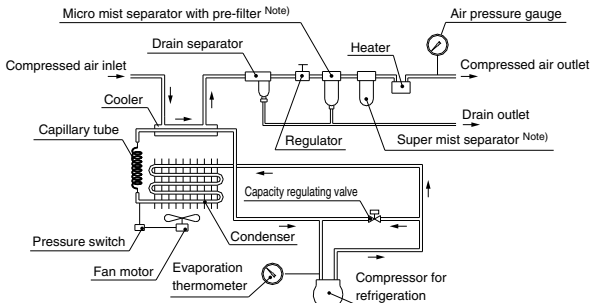 Micro mist separator with pre-filter Note)
Air pressure gauge
Drain separator
Heater
Compressed air inlet
Compressed air outlet
Cooler
Drain outlet
Capillary tube
Regulator
Super mist separator Note)
Capacity regulating valve
Pressure switch
Condenser
Fan motor
Evaporation
thermometer
Compressor for
refrigeration